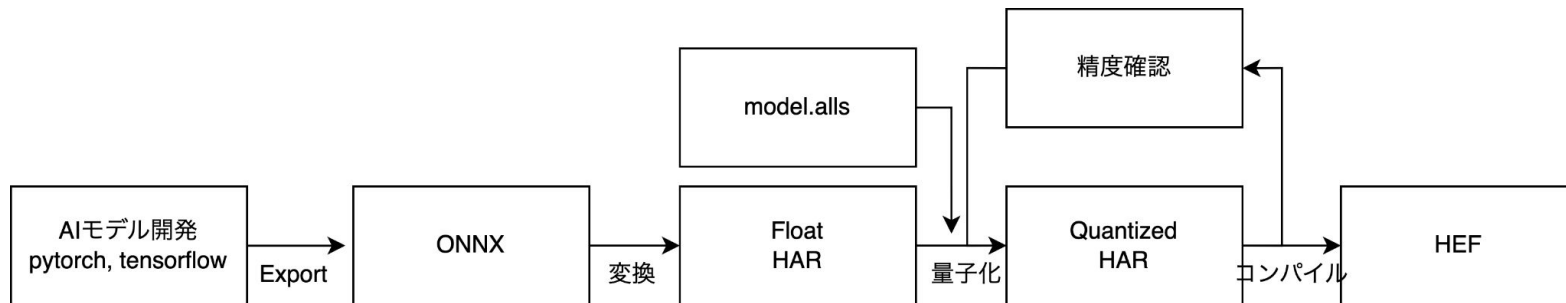 精度確認
model.alls
AIモデル開発
pytorch, tensorflow
Export
ONNX
変換
Float
HAR
量子化
Quantized
HAR
コンパイル
HEF